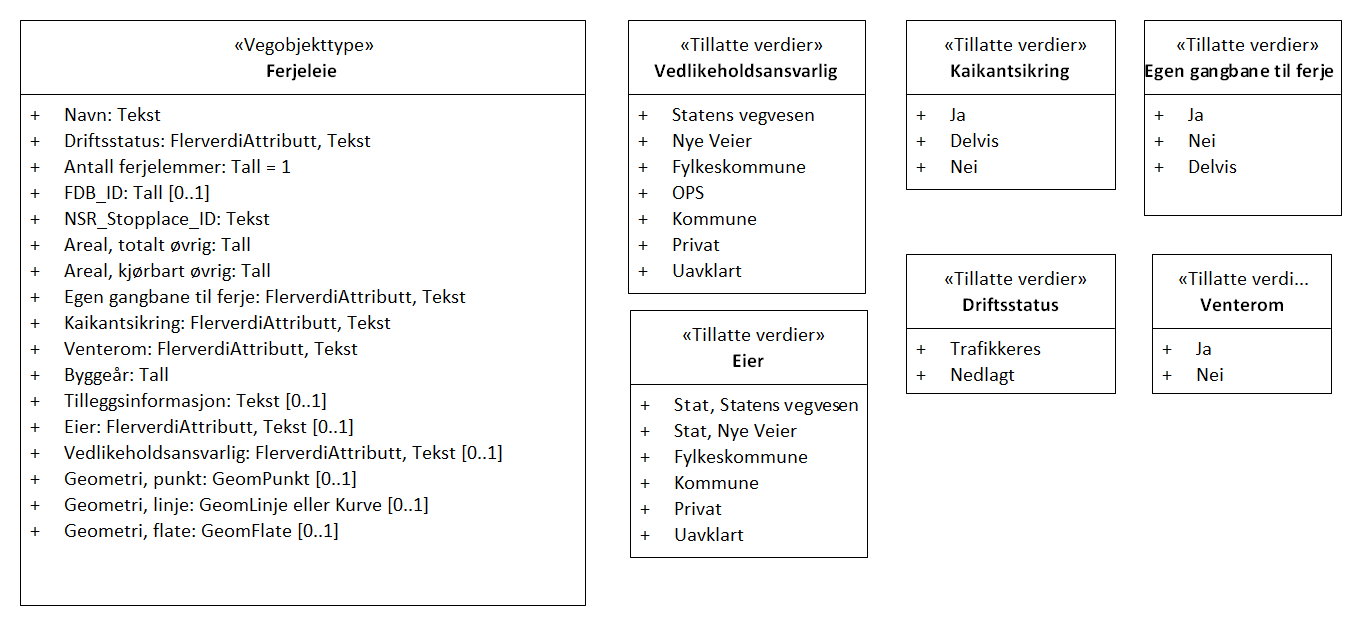 «Vegobjekttype»
Ferjeleie
+ Navn: Tekst
+ Driftsstatus: FlerverdiAttributt, Tekst
+ Antall ferjelemmer: Tall = 1
+ FDB_ID: Tall [0..1]
+ NSR_Stopplace_ID: Tekst
+ Areal, totalt øvrig: Tall
+ Areal, kjørbart øvrig: Tall
+ Egen gangbane til ferje: FlerverdiAttributt, Tekst
+ Kaikantsikring: FlerverdiAttributt, Tekst
+ Venterom: FlerverdiAttributt, Tekst
+ Byggeår: Tall
+ Tilleggsinformasjon: Tekst [0..1]
+ Eier: FlerverdiAttributt, Tekst [0..1]
+ Vedlikeholdsansvarlig: FlerverdiAttributt, Tekst [0..1]
+ Geometri, punkt: GeomPunkt [0..1]
+ Geometri, linje: GeomLinje eller Kurve [0..1]
+ Geometri, flate: GeomFlate [0..1]
«Tillatte verdier»
Vedlikeholdsansvarlig
+ Statens vegvesen
+ Nye Veier
+ Fylkeskommune
+ OPS
+ Kommune
+ Privat
+ Uavklart
«Tillatte verdier»
Eier
+ Stat, Statens vegvesen
+ Stat, Nye Veier
+ Fylkeskommune
+ Kommune
+ Privat
+ Uavklart
«Tillatte verdier»
Kaikantsikring
+ Ja
+ Delvis
+ Nei
«Tillatte verdier»
Egen gangbane til ferje
+ Ja
+ Nei
+ Delvis
«Tillatte verdier»
Driftsstatus
+ Trafikkeres
+ Nedlagt
«Tillatte verdi...
Venterom
+ Ja
+ Nei